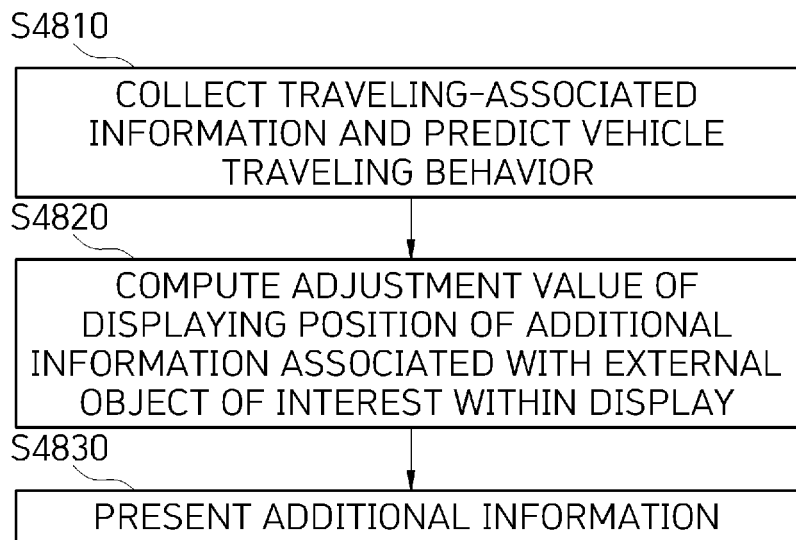 S4810
COLLECT TRAVELING-ASSOCIATED
INFORMATION AND PREDICT VEHICLE
TRAVELING BEHAVIOR
S4820
COMPUTE ADJUSTMENT VALUE OF
DISPLAYING POSITION OF ADDITIONAL
INFORMATION ASSOCIATED WITH EXTERNAL
OBJECT OF INTEREST WITHIN DISPLAY
S4830
PRESENT ADDITIONAL INFORMATION